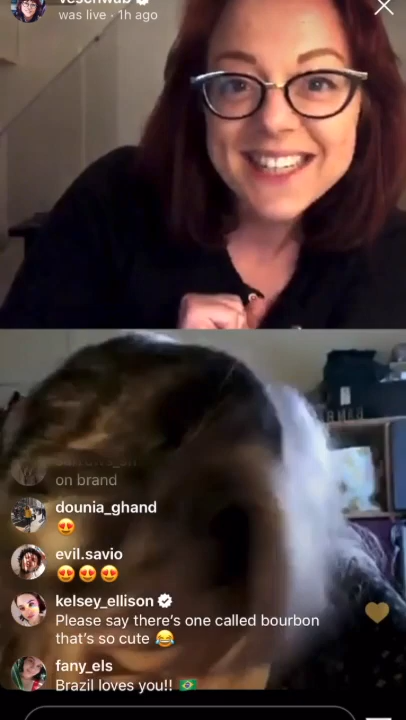 was live · 1h ago
on brand
dounia_ghand
😍
evil.savio
😍😍😍
kelsey_ellison
Please say there's one called bourbon
that's so cute 😂
fany_els
Brazil loves you!! 🇧🇷